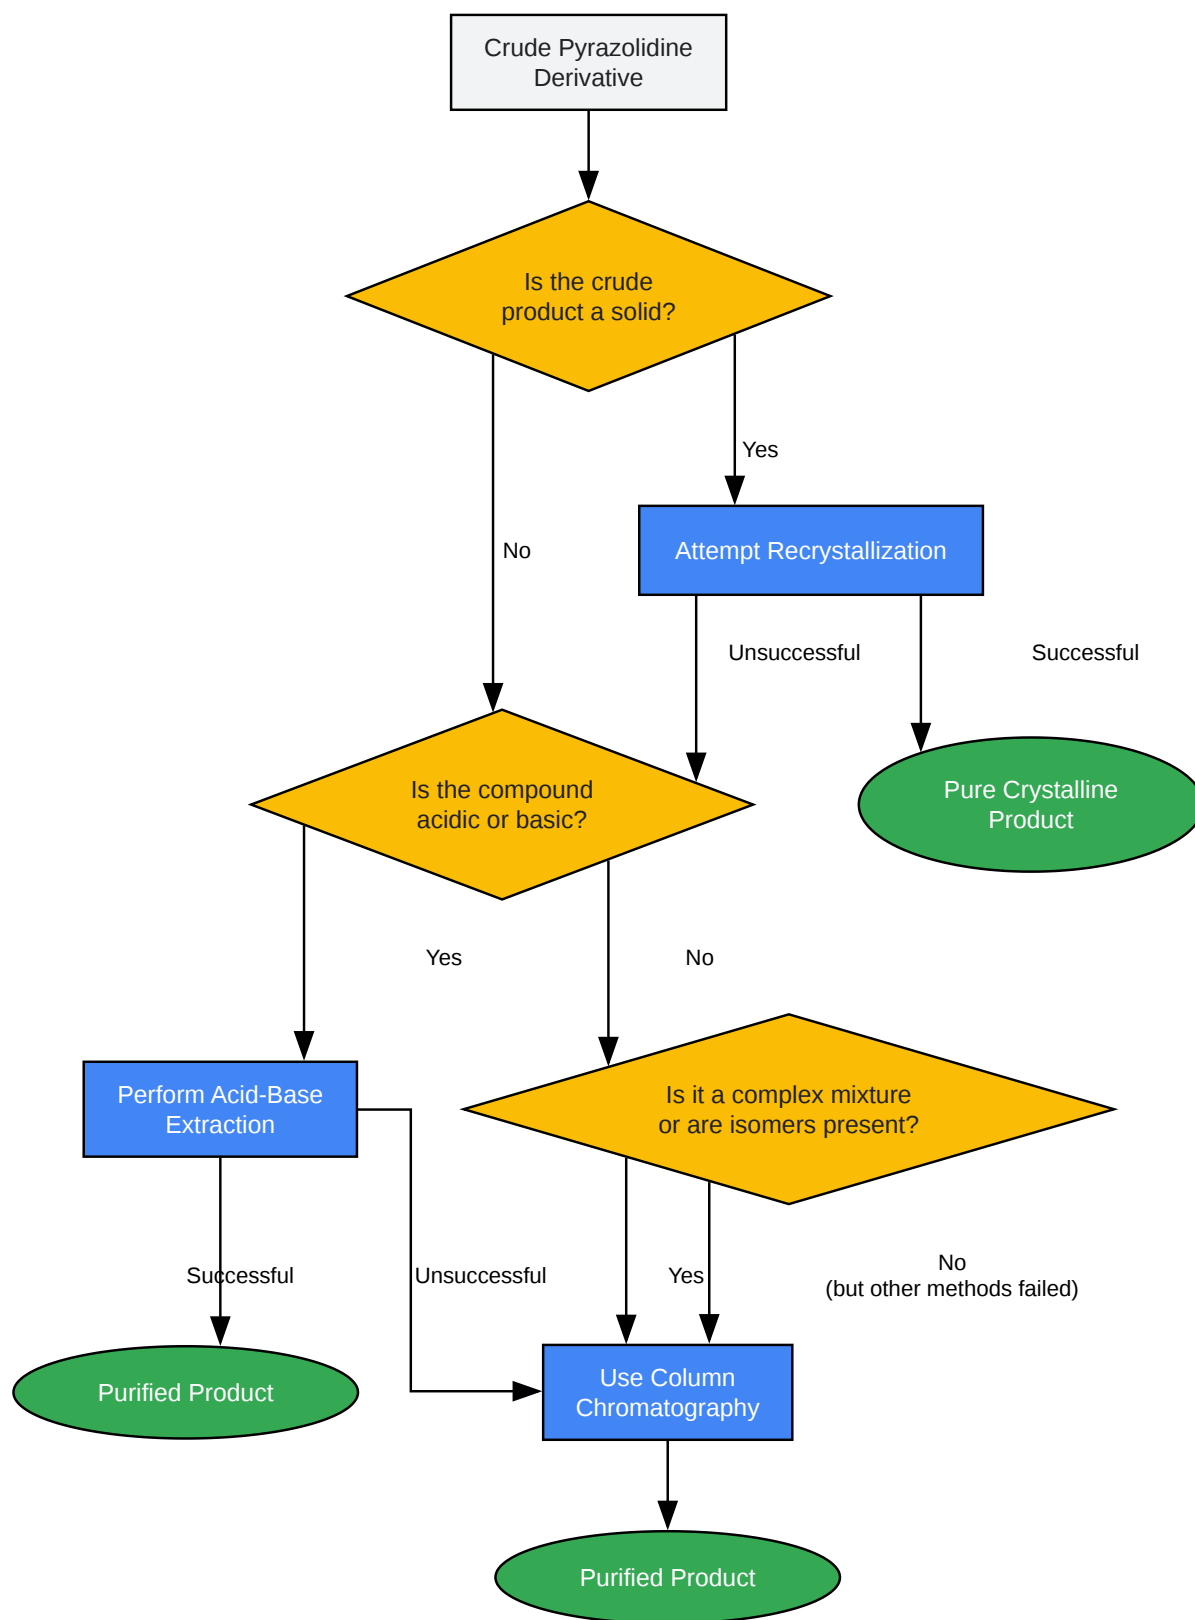 Crude Pyrazolidine
Derivative
Is the crude
product a solid?
Yes
No
Attempt Recrystallization
Unsuccessful
Successful
Is the compound
acidic or basic?
Pure Crystalline
Product
Yes
No
Perform Acid-Base
Extraction
Is it a complex mixture
or are isomers present?
Successful
Unsuccessful
Yes
No
(but other methods failed)
Purified Product
Use Column
Chromatography
Purified Product